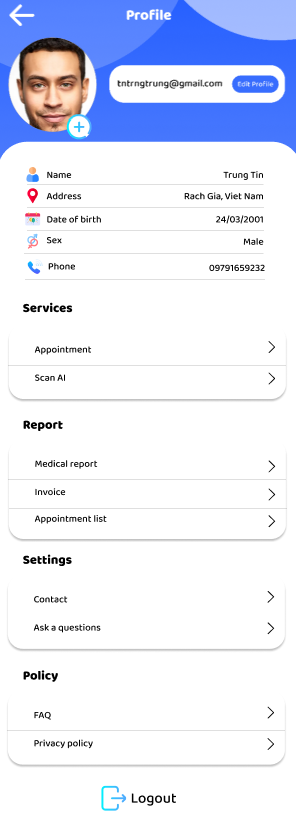 Profile
tntrngtrung@gmail.com Edit Profile
Name Trung Tin
Address Rach Gia, Viet Nam
Date of birth 24/03/2001
Sex Male
Phone 09791659232
Services
Appointment
Scan AI
Report
Medical report
Invoice
Appointment list
Settings
Contact
Ask a questions
Policy
FAQ
Privacy policy
Logout